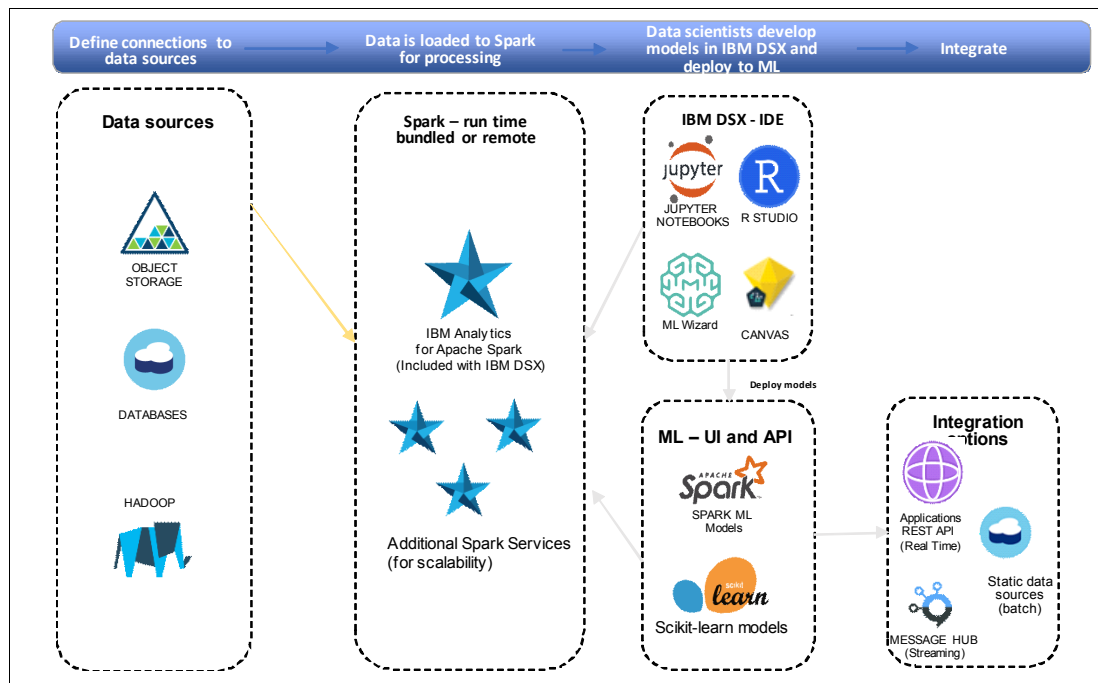 Define connections to
data sources
Data is loaded to Spark
for processing
Data scientists develop
models in IBM DSX and
deploy to ML
Integrate
Data sources
OBJECT
STORAGE
DATABASES
HADOOP
Spark – run time
bundled or remote
IBM Analytics
for Apache Spark
(Included with IBM DSX)
Additional Spark Services
(for scalability)
IBM DSX - IDE
jupyter
JUPYTER
NOTEBOOKS
R
R STUDIO
ML Wizard
CANVAS
Deploy models
ML – UI and API
APACHE
Spark
SPARK ML
Models
scikit
learn
Scikit-learn models
Integration
options
Applications
REST API
(Real Time)
Static data
sources
(batch)
MESSAGE HUB
(Streaming)